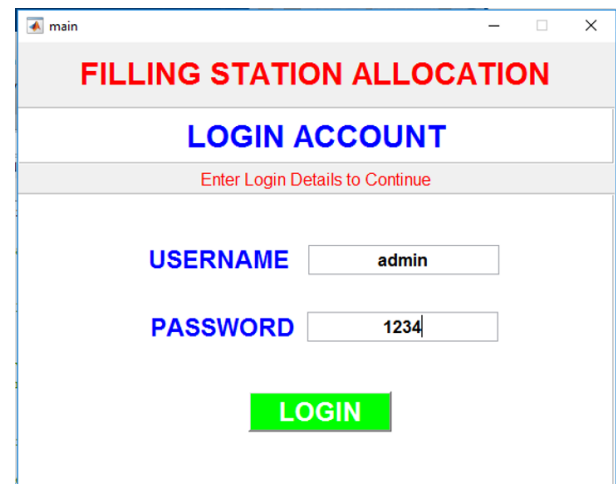 main
FILLING STATION ALLOCATION
LOGIN ACCOUNT
Enter Login Details to Continue
USERNAME admin
PASSWORD 1234
LOGIN